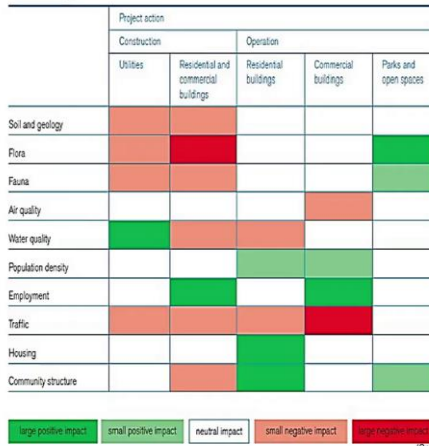 Project action
Construction
Operation
Utilities
Residential and
commercial
buildings
Residential
buildings
Commercial
buildings
Parks and
open spaces
Soil and geology
Flora
Fauna
Air quality
Water quality
Population density
Employment
Traffic
Housing
Community structure
large positive impact
small positive impact
neutral impact
small negative impact
large negative impact